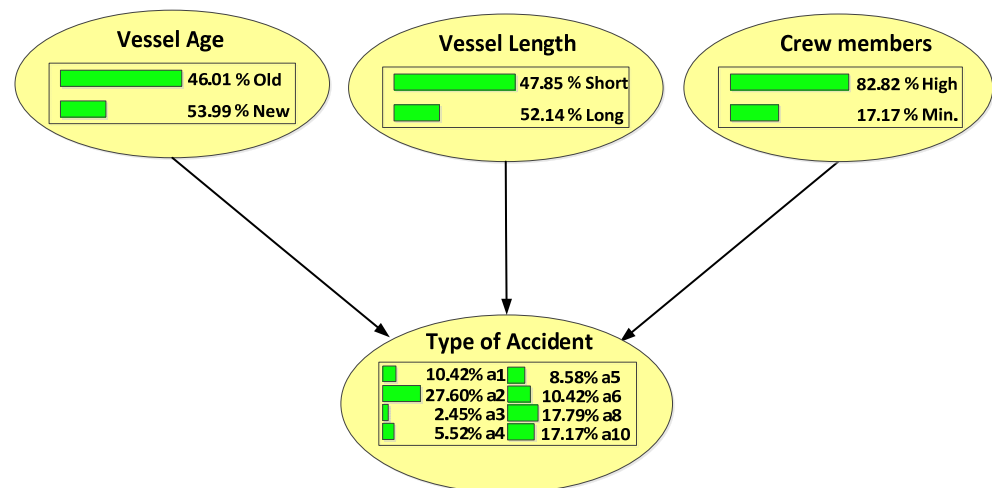 Vessel Age
46.01 % Old
53.99 % New
Vessel Length
47.85 % Short
52.14 % Long
Crew members
82.82 % High
17.17 % Min.
Type of Accident
10.42% a1 8.58% a5
27.60% a2 10.42% a6
2.45% a3 17.79% a8
5.52% a4 17.17% a10